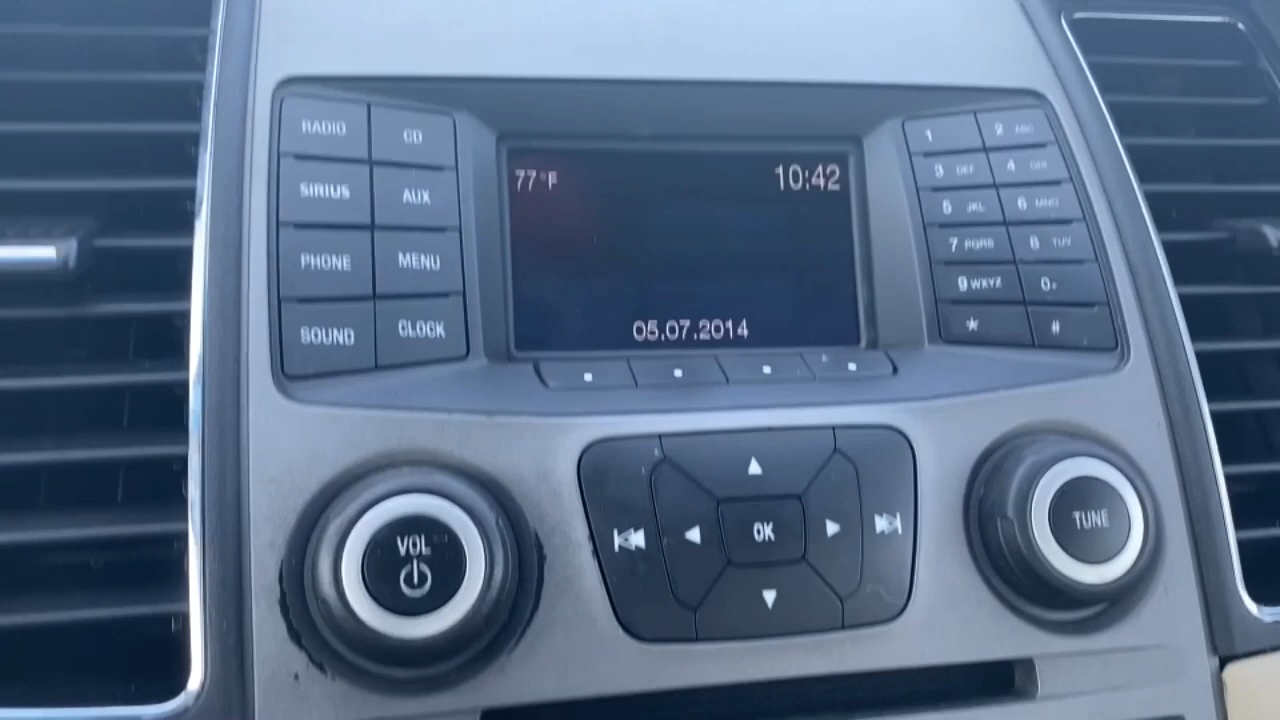 RADIO CD
SIRIUS AUX
PHONE MENU
SOUND CLOCK
77°F 10:42
05.07.2014
1 2 ABC
3 DEF 4 GHI
5 JKL 6 MNO
7 PQRS 8 TUV
9 WXYZ 0
* #
VOL
OK
TUNE